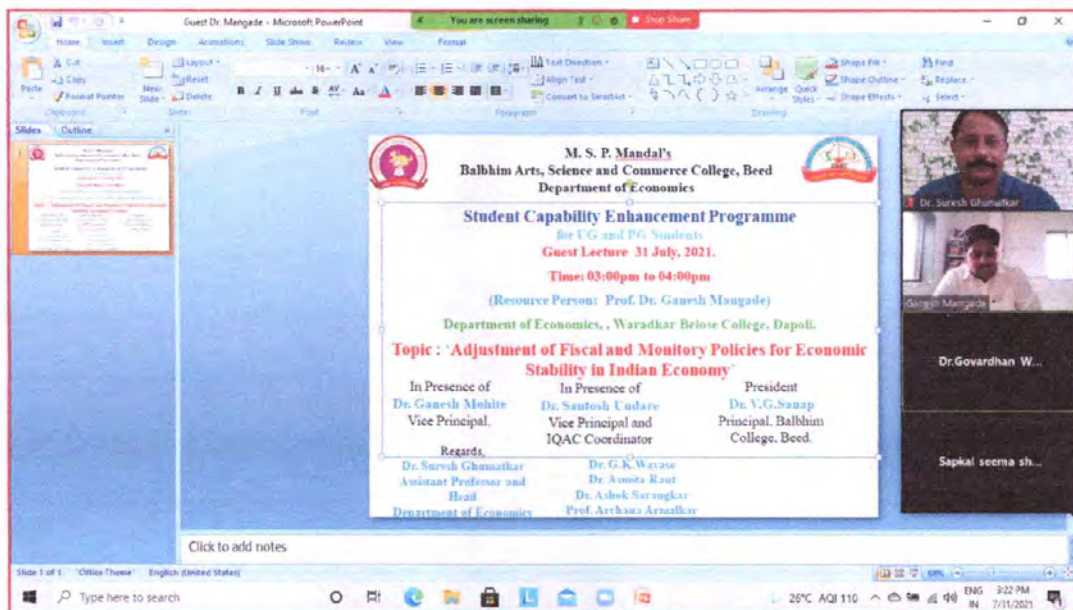 Guest Dr. Mangade - Microsoft PowerPoint
You are screen sharing
Stop Share
Home Insert Design Animations Slide Show Review View Format
Paste
Cut
Copy
Format Painter
Clipboard
New Slide
Layout
Reset
Delete
Slides
16
B I U abc S AV Aa A
Font
Text Direction
Align Text
Convert to SmartArt
Paragraph
Arrange
Quick Styles
Shape Fill
Shape Outline
Shape Effects
Drawing
Find
Replace
Select
Slides Outline
M. S. P. Mandal's
Balbhim Arts, Science and Commerce College, Beed
Department of Economics
Student Capability Enhancement Programme
for UG and PG Students
Guest Lecture 31 July, 2021.
Time: 03:00pm to 04:00pm
(Resource Person: Prof. Dr. Ganesh Mangade)
Department of Economics, , Waradkar Belose College, Dapoli.
Topic : 'Adjustment of Fiscal and Monitory Policies for Economic
Stability in Indian Economy'
In Presence of
Dr. Ganesh Mohite
Vice Principal,
In Presence of
Dr. Santosh Undare
Vice Principal and
IQAC Coordinator
President
Dr. V.G.Sanap
Principal, Balbhim
College, Beed.
Regards,
Dr. Suresh Ghumatkar
Assistant Professor and
Head
Department of Economics
Dr. G.K.Wayase
Dr. Asmita Raut
Dr. Ashok Sarangkar
Prof. Archana Armalkar
Dr. Suresh Ghumatkar
Ganesh Mangade
Dr.Govardhan W...
Sapkal seema sh...
Click to add notes
Slide 1 of 1 "Office Theme" English (United States)
68%
Type here to search
26°C AQI 110
ENG
IN
3:22 PM
7/31/2021